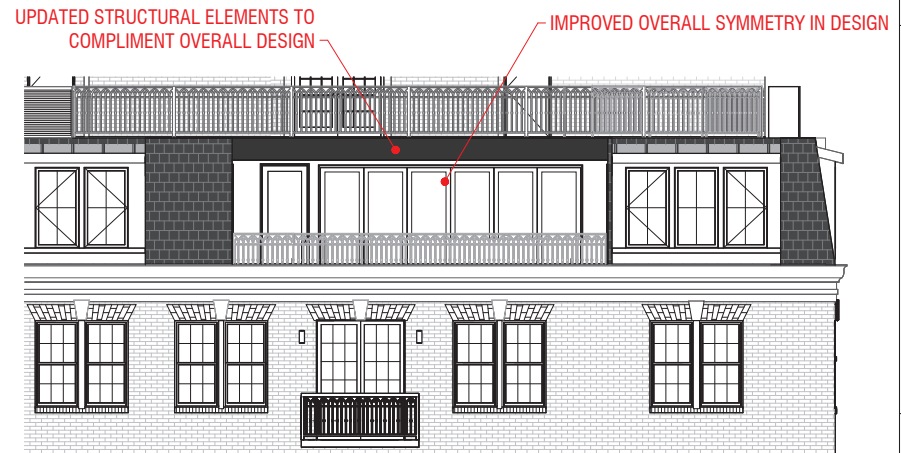 UPDATED STRUCTURAL ELEMENTS TO
COMPLIMENT OVERALL DESIGN
IMPROVED OVERALL SYMMETRY IN DESIGN